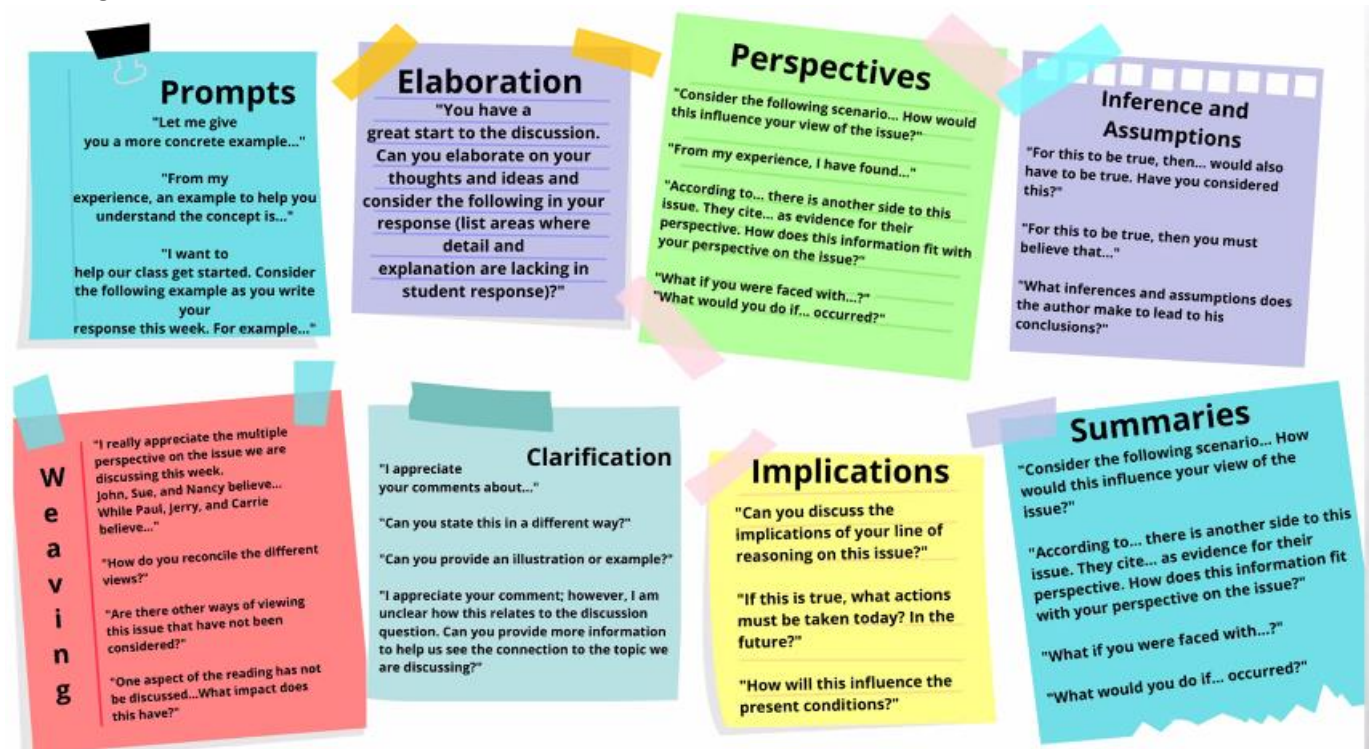 Prompts
"Let me give
you a more concrete example..."
"From my
experience, an example to help you
understand the concept is..."
"I want to
help our class get started. Consider
the following example as you write
your
response this week. For example..."
Elaboration
"You have a
great start to the discussion.
Can you elaborate on your
thoughts and ideas and
consider the following in your
response (list areas where
detail and
explanation are lacking in
student response)?"
Perspectives
"Consider the following scenario... How would
this influence your view of the issue?"
"From my experience, I have found..."
"According to... there is another side to this
issue. They cite... as evidence for their
perspective. How does this information fit with
your perspective on the issue?"
"What if you were faced with...?"
"What would you do if... occurred?"
Inference and
Assumptions
"For this to be true, then... would also
have to be true. Have you considered
this?"
"For this to be true, then you must
believe that..."
"What inferences and assumptions does
the author make to lead to his
conclusions?"
Weaving
"I really appreciate the multiple
perspective on the issue we are
discussing this week.
John, Sue, and Nancy believe...
While Paul, Jerry, and Carrie
believe..."
"How do you reconcile the different
views?"
"Are there other ways of viewing
this issue that have not been
considered?"
"One aspect of the reading has not
be discussed...What impact does
this have?"
Clarification
"I appreciate
your comments about..."
"Can you state this in a different way?"
"Can you provide an illustration or example?"
"I appreciate your comment; however, I am
unclear how this relates to the discussion
question. Can you provide more information
to help us see the connection to the topic we
are discussing?"
Implications
"Can you discuss the
implications of your line of
reasoning on this issue?"
"If this is true, what actions
must be taken today? In the
future?"
"How will this influence the
present conditions?"
Summaries
"Consider the following scenario... How
would this influence your view of the
issue?"
"According to... there is another side to this
issue. They cite... as evidence for their
perspective. How does this information fit
with your perspective on the issue?"
"What if you were faced with...?"
"What would you do if... occurred?"